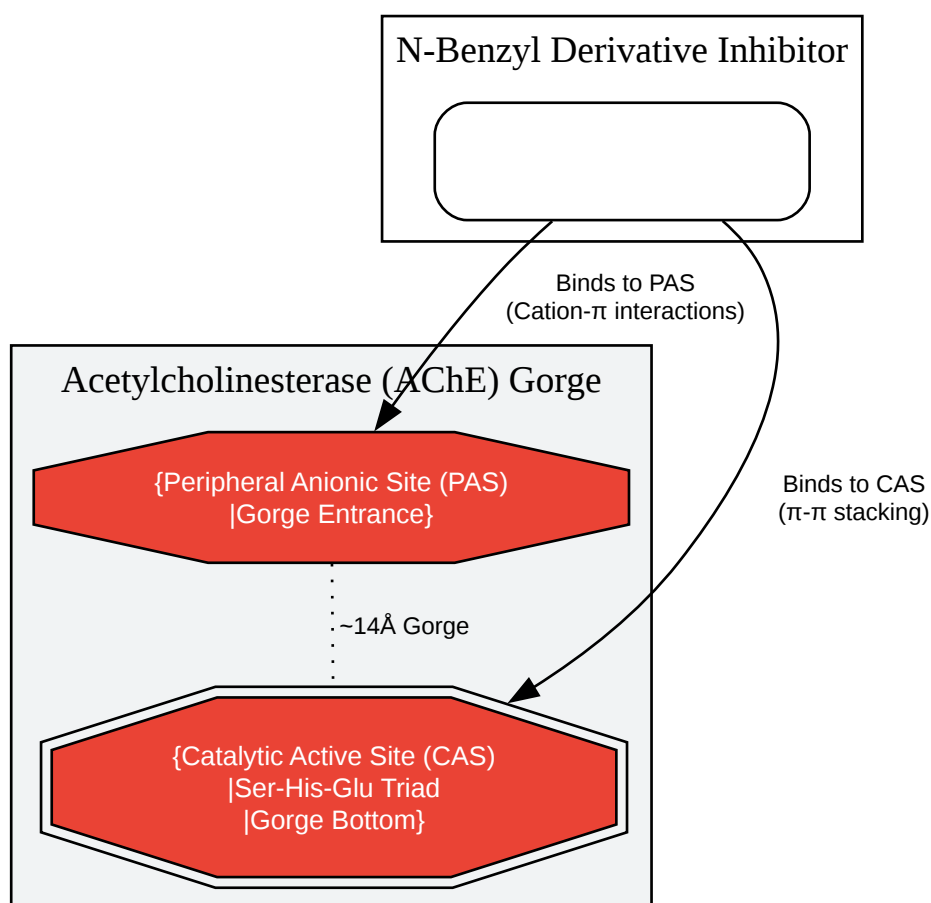 N-Benzyl Derivative Inhibitor
Binds to PAS
(Cation-π interactions)
Acetylcholinesterase (AChE) Gorge
{Peripheral Anionic Site (PAS)
|Gorge Entrance}
Binds to CAS
(π-π stacking)
~14Å Gorge
{Catalytic Active Site (CAS)
|Ser-His-Glu Triad
|Gorge Bottom}